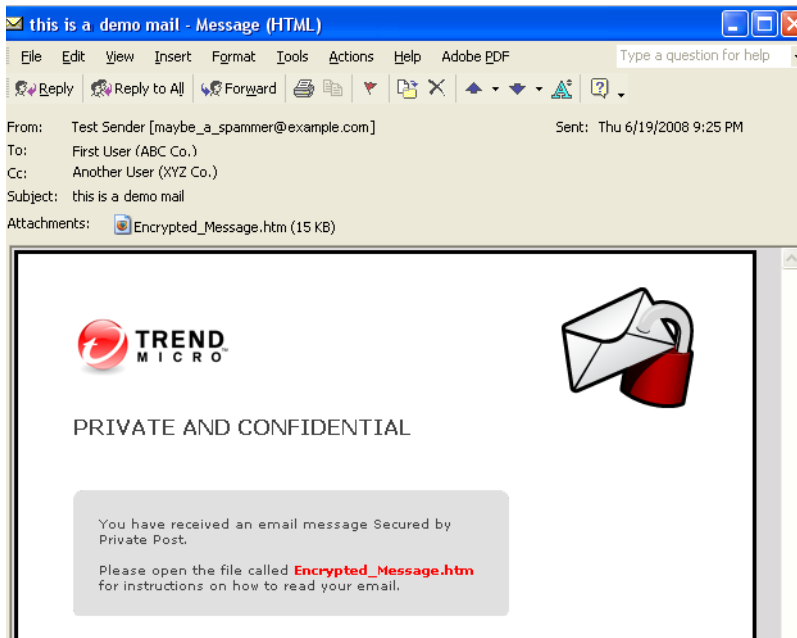 this is a demo mail - Message (HTML)
File Edit View Insert Format Tools Actions Help Adobe PDF Type a question for help
Reply Reply to All Forward
From: Test Sender [maybe_a_spammer@example.com] Sent: Thu 6/19/2008 9:25 PM
To: First User (ABC Co.)
Cc: Another User (XYZ Co.)
Subject: this is a demo mail
Attachments: Encrypted_Message.htm (15 KB)
TREND
MICRO™
PRIVATE AND CONFIDENTIAL
You have received an email message Secured by
Private Post.
Please open the file called Encrypted_Message.htm
for instructions on how to read your email.